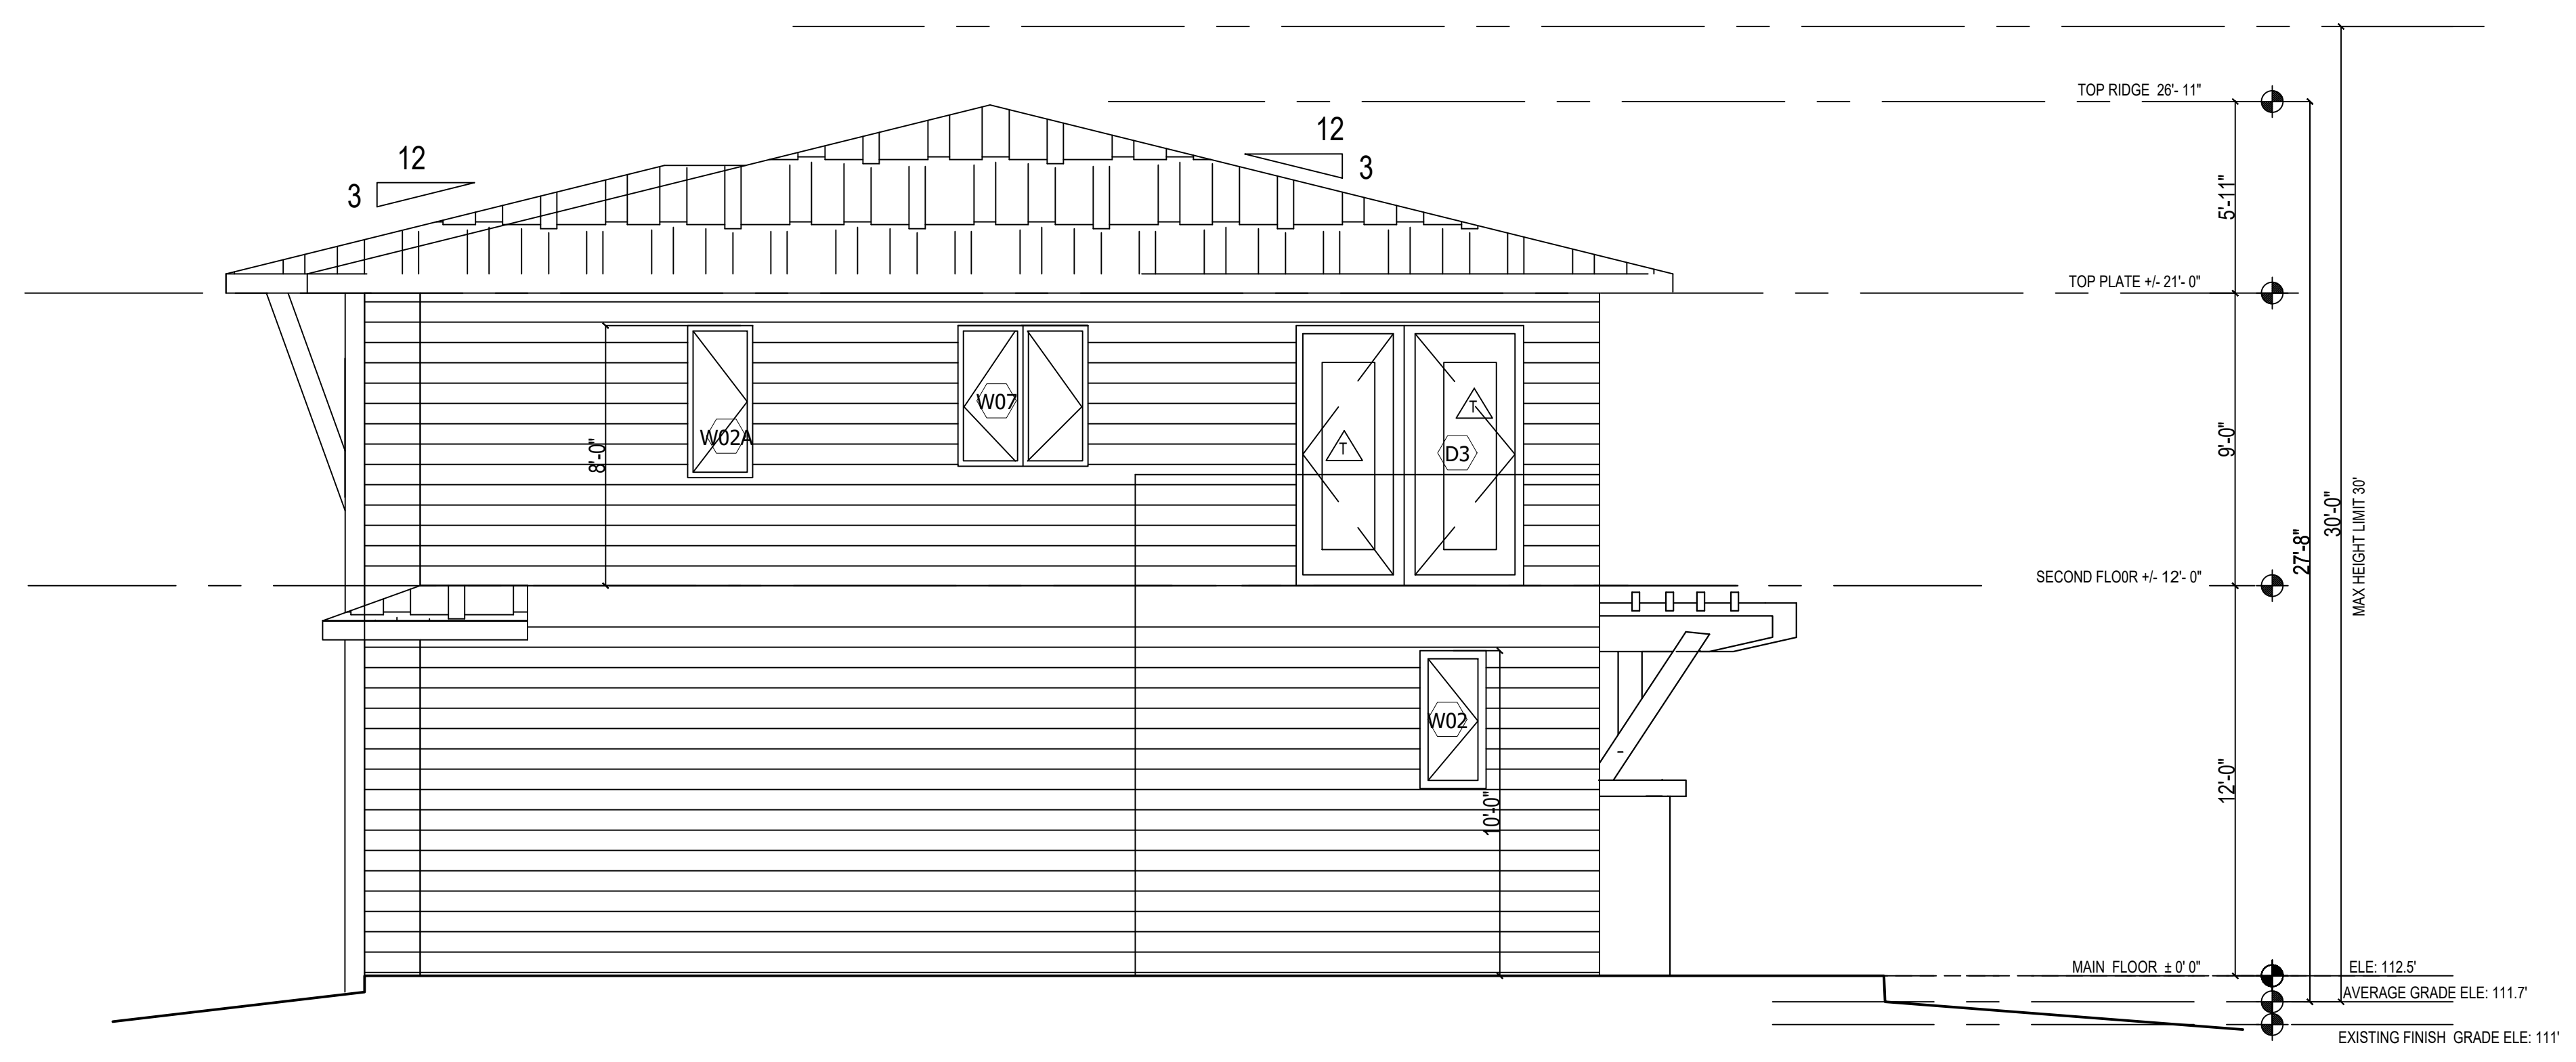 TOP RIDGE 26'- 11"
12
12
3
3
5'-11"
TOP PLATE +/- 21'- 0"
W07
T
W02A
8'-0"
T
D3
9'-0"
30'-0"
MAX HEIGHT LIMIT 30'
27'-8"
SECOND FLO0R +/- 12'- 0"
W02
10'-0"
12'-0"
MAIN FLOOR ± 0' 0"
ELE: 112.5'
AVERAGE GRADE ELE: 111.7'
EXISTING FINISH GRADE ELE: 111'